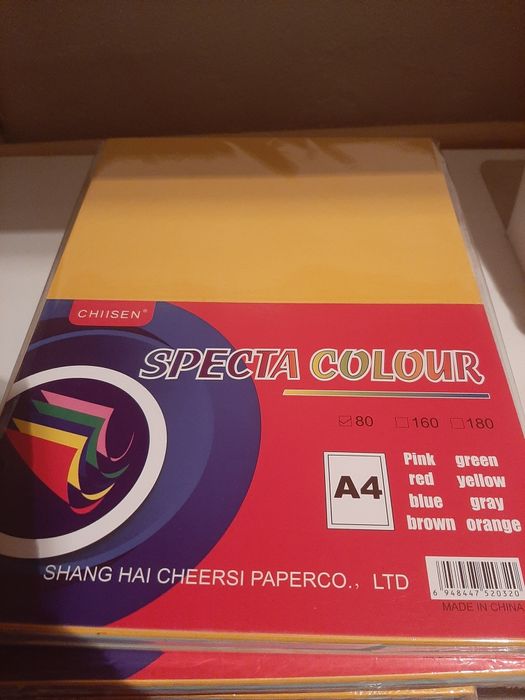 CHIISEN®
SPECTA COLOUR
80 160 180
A4
Pink green
red yellow
blue gray
brown orange
SHANG HAI CHEERSI PAPERCO., LTD
6 948447 520320
MADE IN CHINA